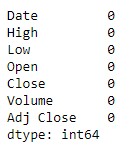 Date 0
High 0
Low 0
Open 0
Close 0
Volume 0
Adj Close 0
dtype: int64